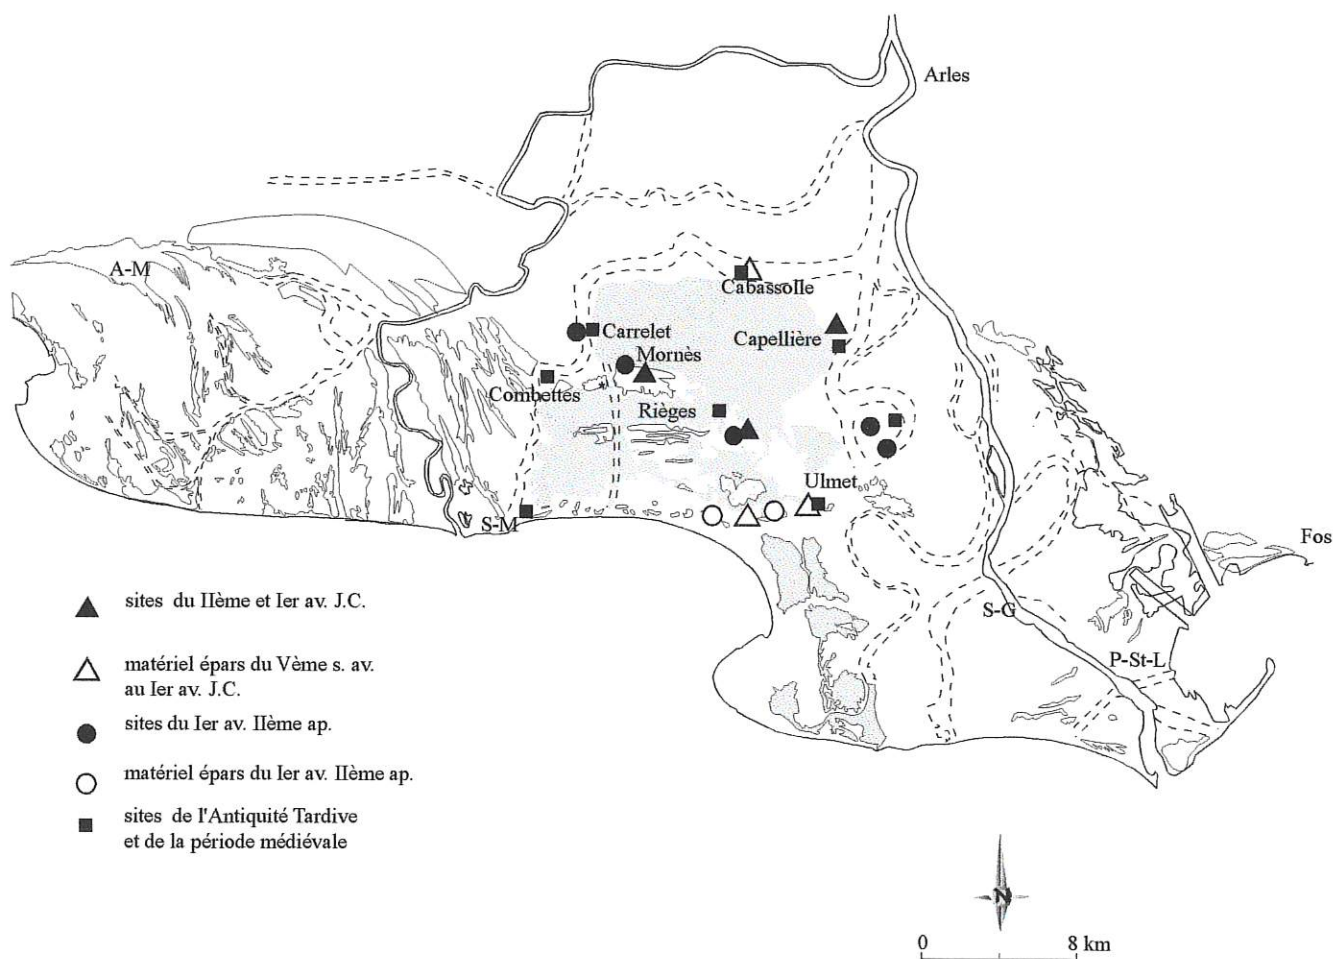 Arles
A-M
Cabassolle
Carrelet
Capellière
Mornès
Combettes
Rièges
Ulmet
S-M
Fos
S-G
P-St-L
sites du IIème et Ier av. J.C.
matériel épars du Vème s. av.
au Ier av. J.C.
sites du Ier av. IIème ap.
matériel épars du Ier av. IIème ap.
sites de l'Antiquité Tardive
et de la période médiévale
N
0 8 km